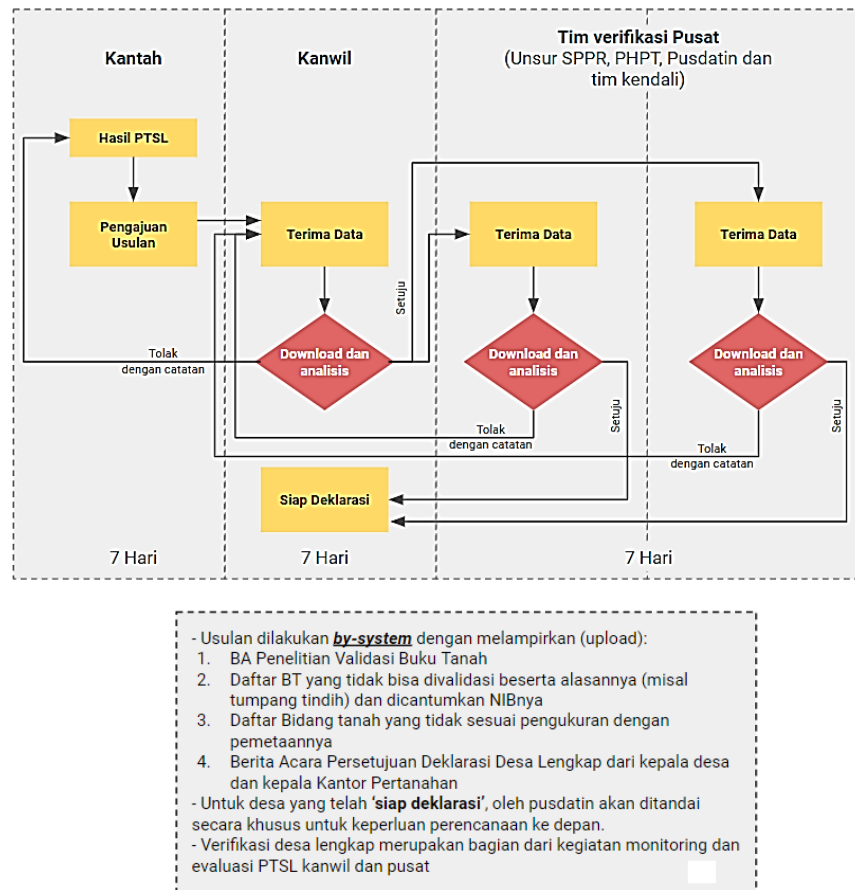 Kantah
Kanwil
Tim verifikasi Pusat
(Unsur SPPR, PHPT, Pusdatin dan
tim kendali)
Hasil PTSL
Pengajuan
Usulan
Terima Data
Terima Data
Terima Data
Setuju
Tolak
dengan catatan
Download dan
analisis
Download dan
analisis
Download dan
analisis
Setuju
Setuju
Tolak
dengan catatan
Tolak
dengan catatan
Siap Deklarasi
7 Hari
7 Hari
7 Hari
- Usulan dilakukan by-system dengan melampirkan (upload):
1. BA Penelitian Validasi Buku Tanah
2. Daftar BT yang tidak bisa divalidasi beserta alasannya (misal
tumpang tindih) dan dicantumkan NIBnya
3. Daftar Bidang tanah yang tidak sesuai pengukuran dengan
pemetaannya
4. Berita Acara Persetujuan Deklarasi Desa Lengkap dari kepala desa
dan kepala Kantor Pertanahan
- Untuk desa yang telah ‘siap deklarasi’, oleh pusdatin akan ditandai
secara khusus untuk keperluan perencanaan ke depan.
- Verifikasi desa lengkap merupakan bagian dari kegiatan monitoring dan
evaluasi PTSL kanwil dan pusat